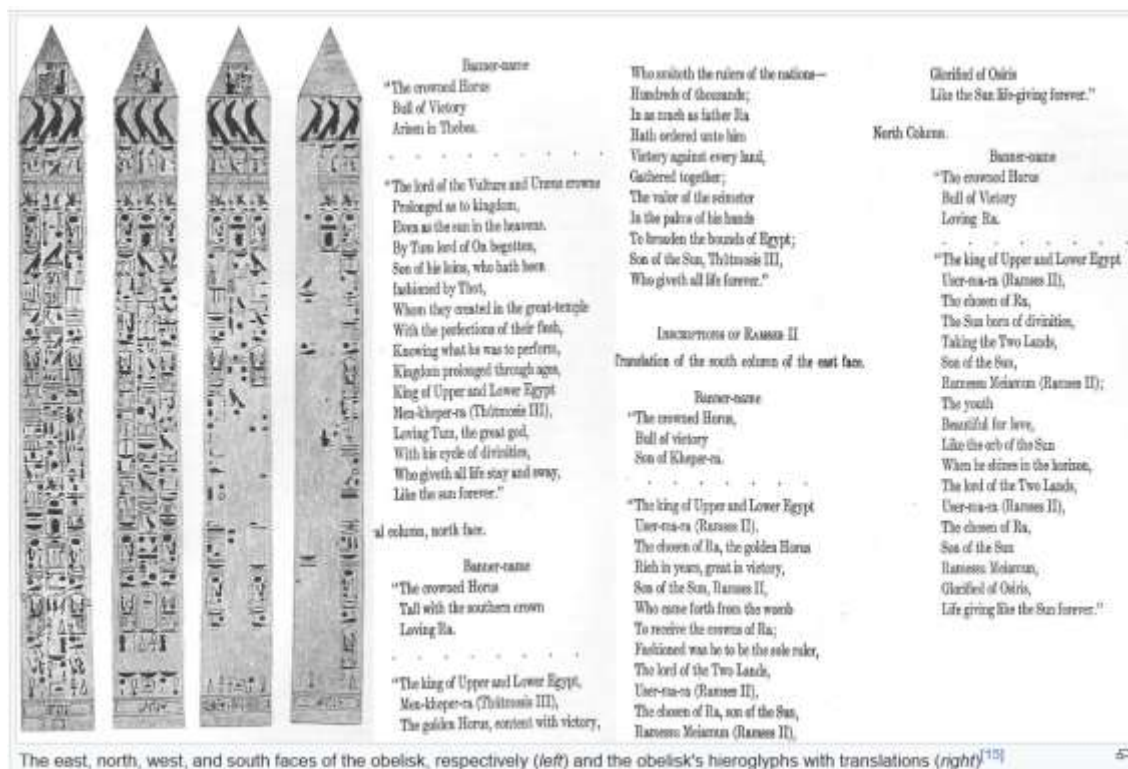 Banner-name
"The crowned Horus
Bull of Victory
Arisen in Thebes.
"The lord of the Vulture and Uræus crowns
Prolonged as to kingdom,
Even as the sun in the heavens.
By Tum lord of On begotten,
Son of his loins, who hath been
fashioned by Thot,
Whom they created in the great-temple
With the perfections of their flesh,
Knowing what he was to perform,
Kingdom prolonged through ages,
King of Upper and Lower Egypt
Men-kheper-ra (Thûtmosis III),
Loving Tum, the great god,
With his cycle of divinities,
Who giveth all life stay and sway,
Like the sun forever."
al column, north face.
Banner-name
"The crowned Horus
Tall with the southern crown
Loving Ra.
"The king of Upper and Lower Egypt,
Men-kheper-ra (Thûtmosis III),
The golden Horus, content with victory,
Who smiteth the rulers of the nations—
Hundreds of thousands;
In as much as father Ra
Hath ordered unto him
Victory against every land,
Gathered together;
The valor of the scimetor
In the palms of his hands
To broaden the bounds of Egypt;
Son of the Sun, Thûtmosis III,
Who giveth all life forever."
INSCRIPTIONS OF RAMSES II
Translation of the south column of the east face.
Banner-name
"The crowned Horus,
Bull of victory
Son of Kheper-ra.
"The king of Upper and Lower Egypt
User-ma-ra (Ramses II),
The chosen of Ra, the golden Horus
Rich in years, great in victory,
Son of the Sun, Ramses II,
Who came forth from the womb
To receive the crowns of Ra;
Fashioned was he to be the sole ruler,
The lord of the Two Lands,
User-ma-ra (Ramses II),
The chosen of Ra, son of the Sun,
Ramessu Meiamun (Ramses II),
Glorified of Osiris
Like the Sun life-giving forever."
North Column.
Banner-name
"The crowned Horus
Bull of Victory
Loving Ra.
"The king of Upper and Lower Egypt
User-ma-ra (Ramses II),
The chosen of Ra,
The Sun born of divinities,
Taking the Two Lands,
Son of the Sun,
Ramessu Meiamun (Ramses II);
The youth
Beautiful for love,
Like the orb of the Sun
When he shines in the horizon,
The lord of the Two Lands,
User-ma-ra (Ramses II),
The chosen of Ra,
Son of the Sun
Ramessu Meiamun,
Glorified of Osiris,
Life giving like the Sun forever."
The east, north, west, and south faces of the obelisk, respectively (left) and the obelisk's hieroglyphs with translations (right)[15]